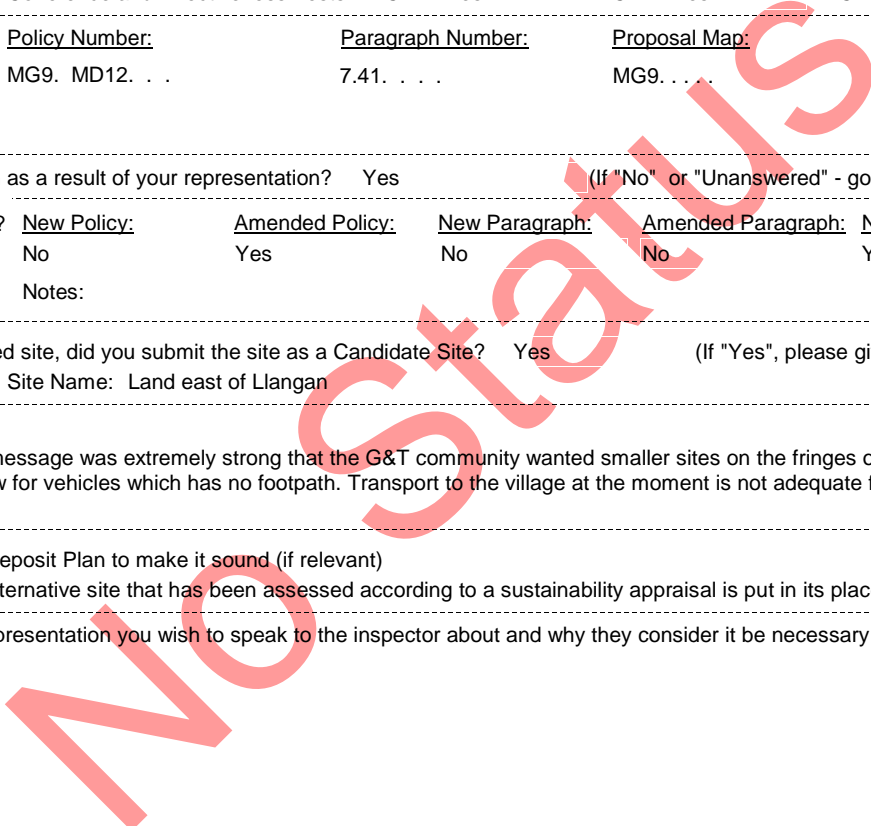 Policy Number: Paragraph Number: Proposal Map:
MG9. MD12. . . 7.41. . . . MG9. . . . .
as a result of your representation? Yes (If "No" or "Unanswered" - go
? New Policy: Amended Policy: New Paragraph: Amended Paragraph: N
No Yes No No Y
Notes:
ed site, did you submit the site as a Candidate Site? Yes (If "Yes", please gi
Site Name: Land east of Llangan
message was extremely strong that the G&T community wanted smaller sites on the fringes o
w for vehicles which has no footpath. Transport to the village at the moment is not adequate f
eposit Plan to make it sound (if relevant)
ternative site that has been assessed according to a sustainability appraisal is put in its plac
presentation you wish to speak to the inspector about and why they consider it be necessary
No Status